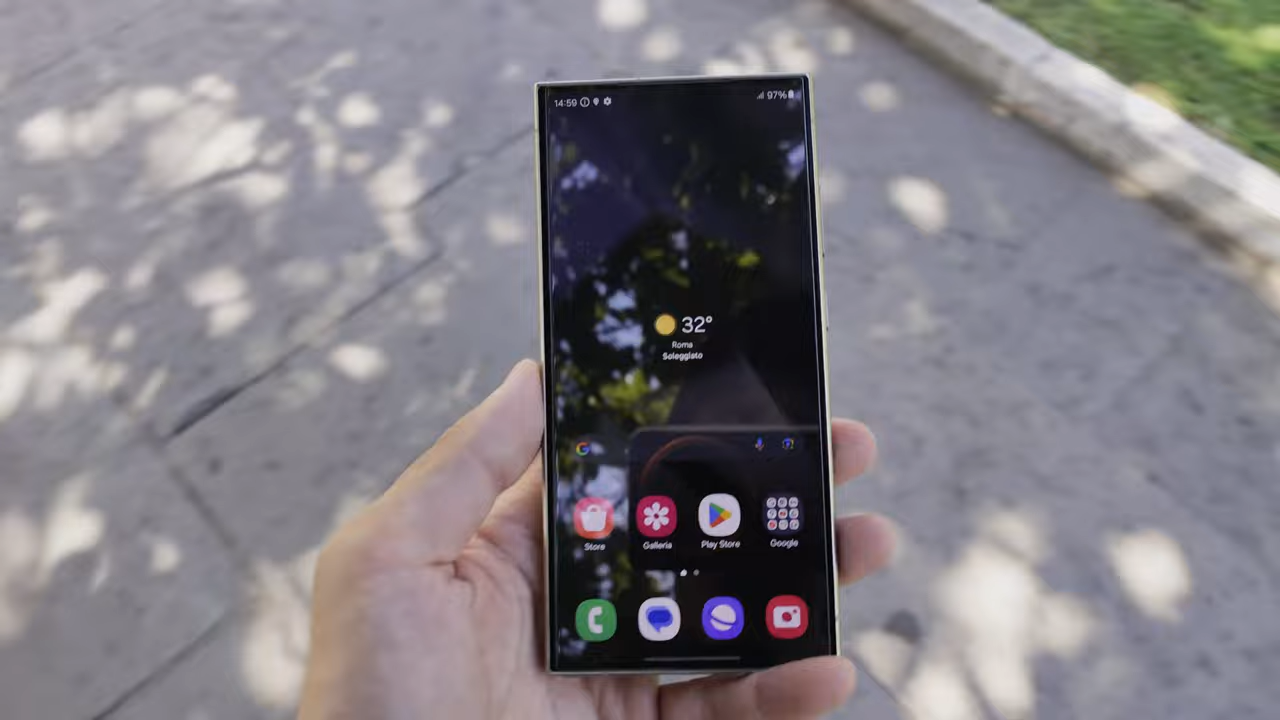 14:59
97%
32°
Roma
Soleggiato
Store
Galleria
Play Store
Google